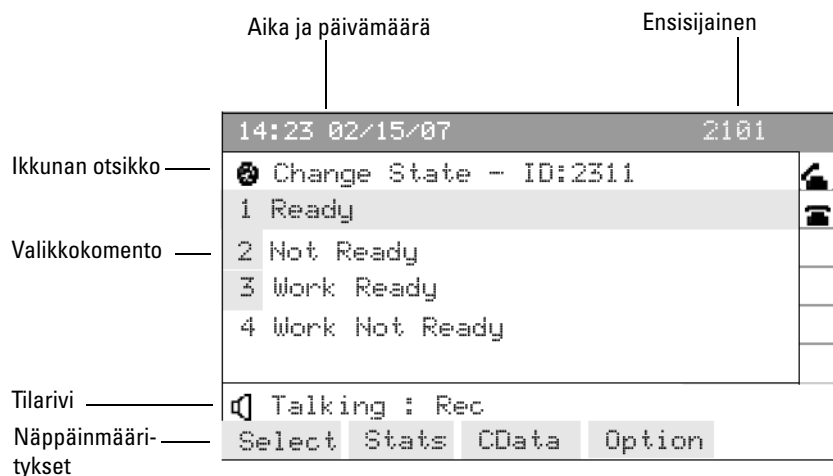 Aika ja päivämäärä
Ensisijainen
14:23 02/15/07 2101
Ikkunan otsikko
Change State - ID:2311
1 Ready
Valikkokomento
2 Not Ready
3 Work Ready
4 Work Not Ready
Tilarivi
Talking : Rec
Näppäinmääri-
tykset
Select Stats CData Option